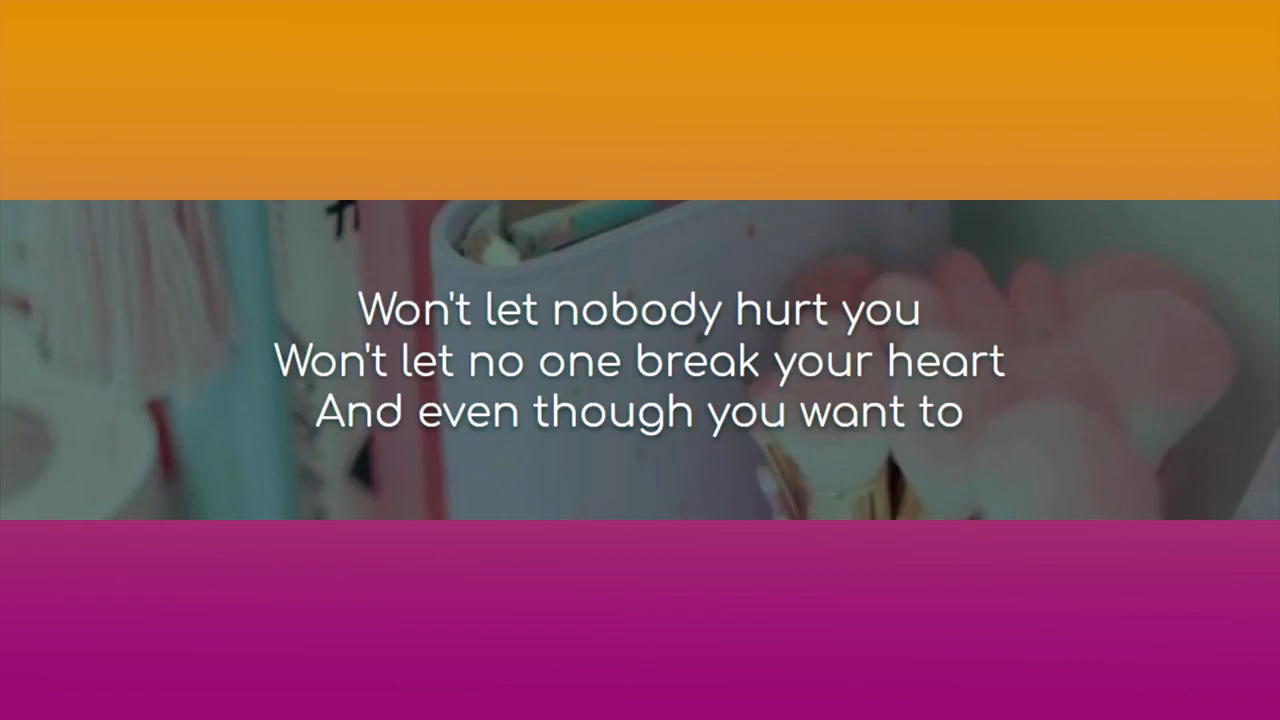 Won't let nobody hurt you
Won't let no one break your heart
And even though you want to